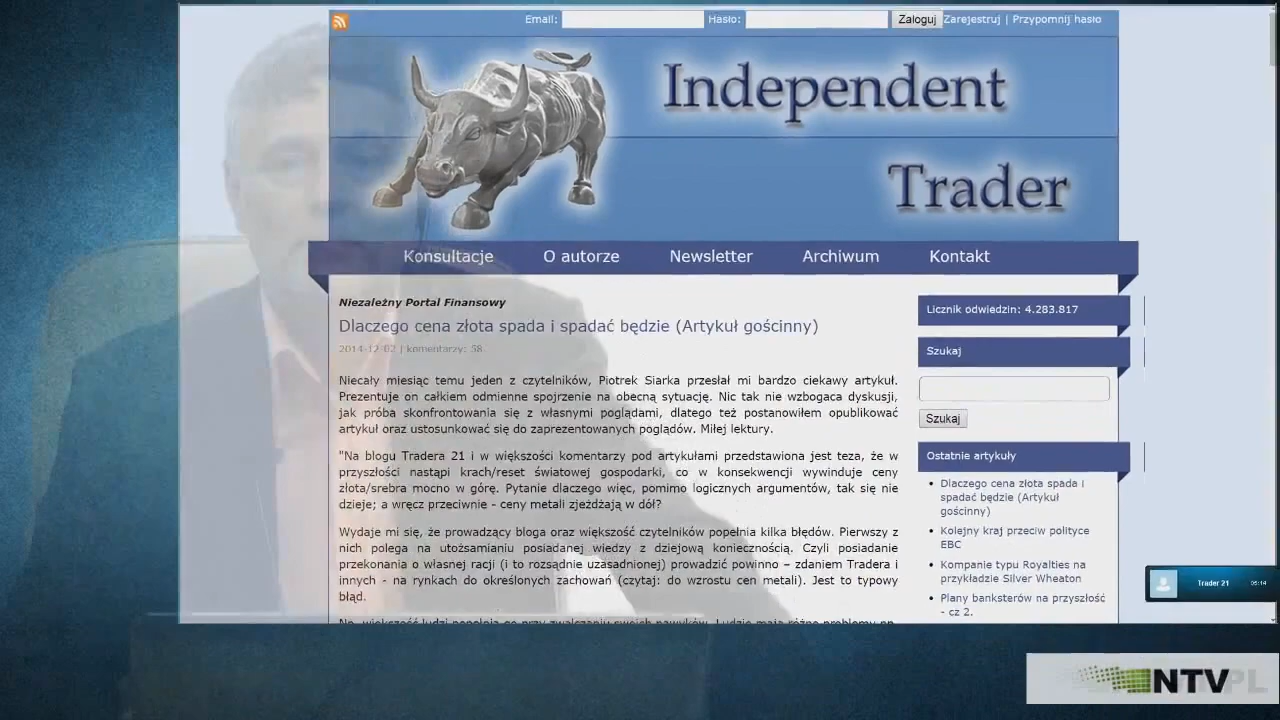 Email: Hasło: Zaloguj Zarejestruj | Przypomnij hasło
Independent
Trader
Konsultacje O autorze Newsletter Archiwum Kontakt
Niezależny Portal Finansowy
Dlaczego cena złota spada i spadać będzie (Artykuł gościnny)
2014-12-02 | komentarzy: 58
Niecały miesiąc temu jeden z czytelników, Piotrek Siarka przesłał mi bardzo ciekawy artykuł.
Prezentuje on całkiem odmienne spojrzenie na obecną sytuację. Nic tak nie wzbogaca dyskusji,
jak próba skonfrontowania się z własnymi poglądami, dlatego też postanowiłem opublikować
artykuł oraz ustosunkować się do zaprezentowanych poglądów. Miłej lektury.
"Na blogu Tradera 21 i w większości komentarzy pod artykułami przedstawiona jest teza, że w
przyszłości nastąpi krach/reset światowej gospodarki, co w konsekwencji wywinduje ceny
złota/srebra mocno w górę. Pytanie dlaczego więc, pomimo logicznych argumentów, tak się nie
dzieje; a wręcz przeciwnie - ceny metali zjeżdżają w dół?
Wydaje mi się, że prowadzący bloga oraz większość czytelników popełnia kilka błędów. Pierwszy z
nich polega na utożsamianiu posiadanej wiedzy z dziejową koniecznością. Czyli posiadanie
przekonania o własnej racji (i to rozsądnie uzasadnionej) prowadzić powinno – zdaniem Tradera i
innych - na rynkach do określonych zachowań (czytaj: do wzrostu cen metali). Jest to typowy
błąd.
Licznik odwiedzin: 4.283.817
Szukaj
Szukaj
Ostatnie artykuły
Dlaczego cena złota spada i
spadać będzie (Artykuł
gościnny)
Kolejny kraj przeciw polityce
EBC
Kompanie typu Royalties na
przykładzie Silver Wheaton
Plany banksterów na przyszłość
- cz 2.
Trader 21 05:14
NTVPL